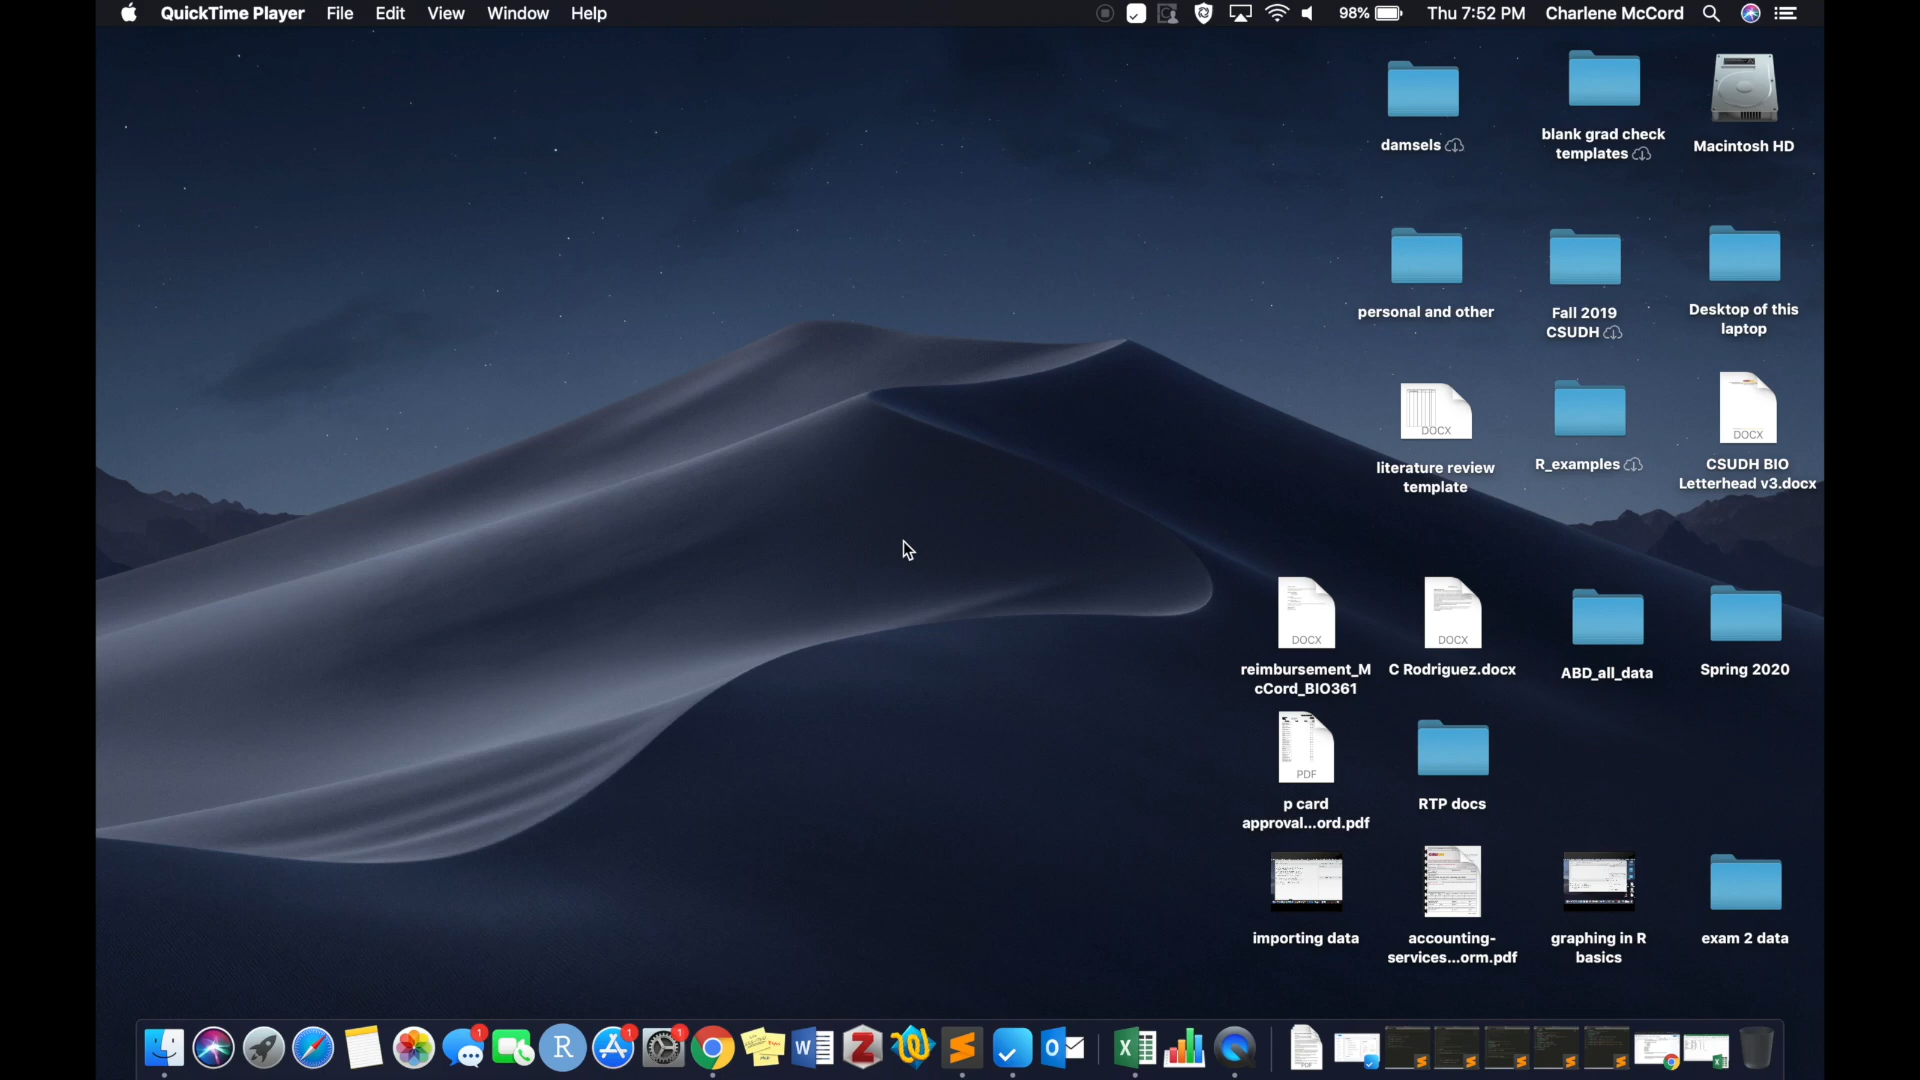 QuickTime Player File Edit View Window Help 98% Thu 7:52 PM Charlene McCord
damsels
blank grad check
templates
Macintosh HD
personal and other
Fall 2019
CSUDH
Desktop of this
laptop
DOCX
literature review
template
R_examples
DOCX
CSUDH BIO
Letterhead v3.docx
DOCX
reimbursement_M
cCord_BIO361
DOCX
C Rodriguez.docx
ABD_all_data
Spring 2020
PDF
p card
approval...ord.pdf
RTP docs
importing data
accounting-
services...orm.pdf
graphing in R
basics
exam 2 data
1
R
1
1
W
Z
O
X